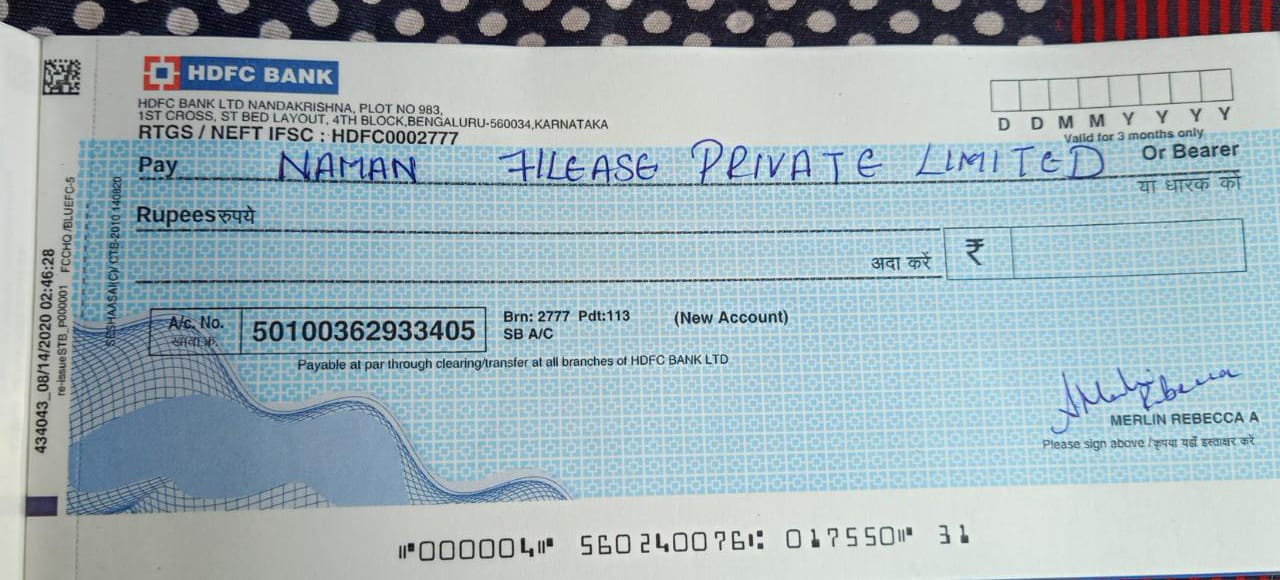 HDFC BANK
HDFC BANK LTD NANDAKRISHNA, PLOT NO 983,
1ST CROSS, ST BED LAYOUT, 4TH BLOCK,BENGALURU-560034,KARNATAKA
RTGS / NEFT IFSC : HDFC0002777
D D M M Y Y Y Y
Valid for 3 months only
Pay NAMAN FILEASE PRIVATE LIMITED Or Bearer
या धारक को
Rupees रुपये
अदा करें ₹
A/c. No. 50100362933405
खाता क्र.
Brn: 2777 Pdt:113 (New Account)
SB A/C
Payable at par through clearing/transfer at all branches of HDFC BANK LTD
MERLIN REBECCA A
Please sign above /कृपया यहाँ हस्ताक्षर करें
⑈000004⑈ 560240076⑆ 017550⑈ 31
434043_08/14/2020 02:46:28
re-issueSTB_P000001 FCCHQ /BLUEFC-5
CTS-2010 140820